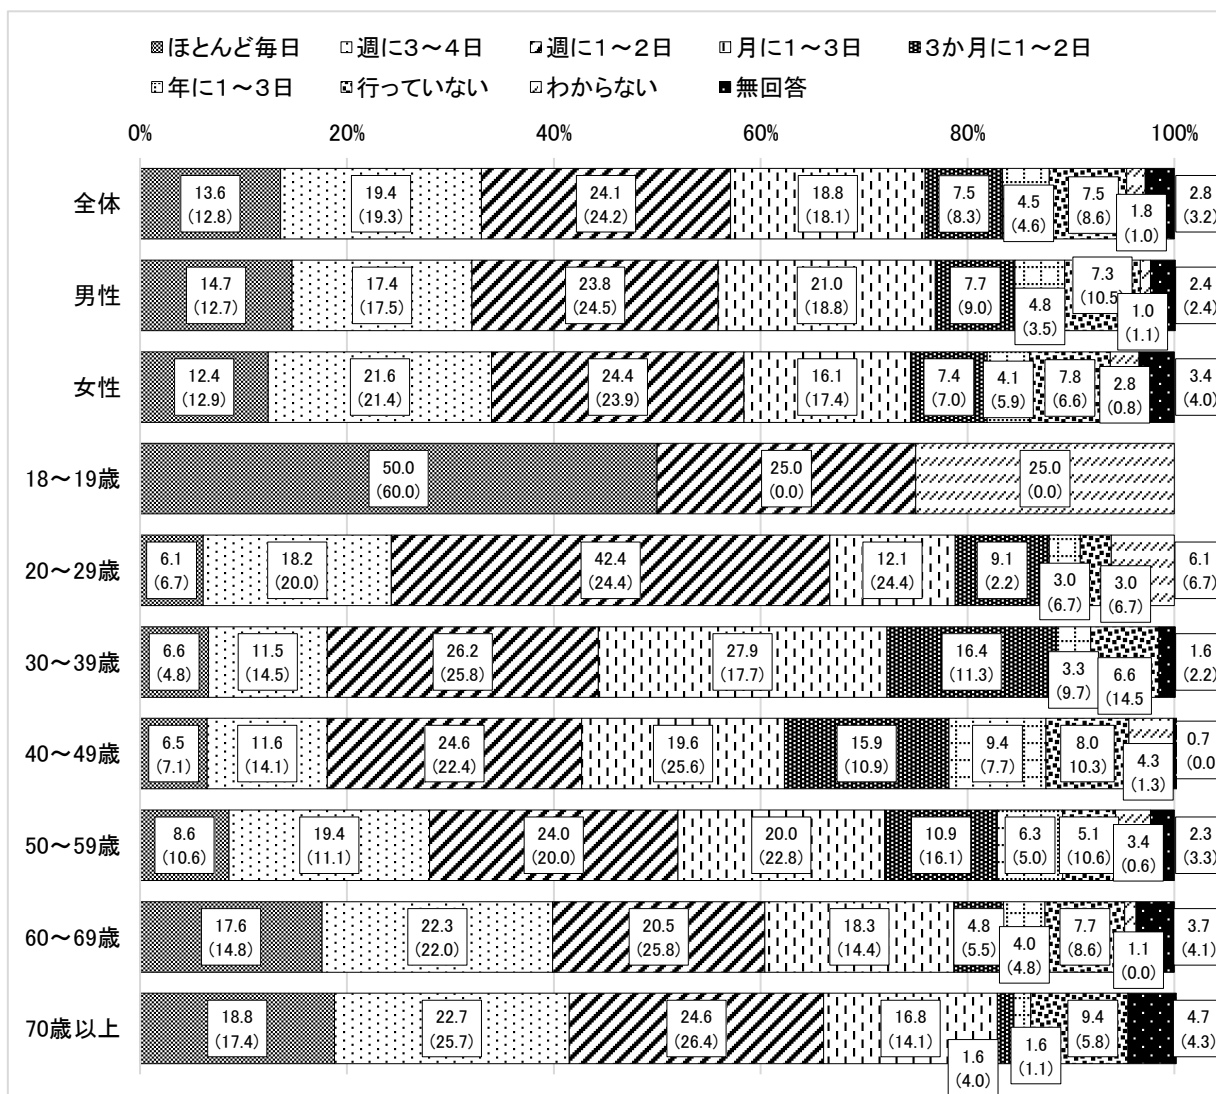 ほとんど毎日 週に３～４日 週に１～２日 月に１～３日 ３か月に１～２日
年に１～３日 行っていない わからない 無回答
0% 20% 40% 60% 80% 100%
全体 13.6 19.4 24.1 18.8 7.5 4.5 7.5 1.8 2.8
(12.8) (19.3) (24.2) (18.1) (8.3) (4.6) (8.6) (1.0) (3.2)
男性 14.7 17.4 23.8 21.0 7.7 4.8 7.3 1.0 2.4
(12.7) (17.5) (24.5) (18.8) (9.0) (3.5) (10.5 (1.1) (2.4)
女性 12.4 21.6 24.4 16.1 7.4 4.1 7.8 2.8 3.4
(12.9) (21.4) (23.9) (17.4) (7.0) (5.9) (6.6) (0.8) (4.0)
18～19歳 50.0 25.0 25.0
(60.0) (0.0) (0.0)
20～29歳 6.1 18.2 42.4 12.1 9.1 3.0 3.0 6.1
(6.7) (20.0) (24.4) (24.4) (2.2) (6.7) (6.7) (6.7)
30～39歳 6.6 11.5 26.2 27.9 16.4 3.3 6.6 1.6
(4.8) (14.5) (25.8) (17.7) (11.3) (9.7) (14.5 (2.2)
40～49歳 6.5 11.6 24.6 19.6 15.9 9.4 8.0 4.3 0.7
(7.1) (14.1) (22.4) (25.6) (10.9) (7.7) (10.3) (1.3) (0.0
50～59歳 8.6 19.4 24.0 20.0 10.9 6.3 5.1 3.4 2.3
(10.6) (11.1) (20.0) (22.8) (16.1) (5.0) (10.6) (0.6) (3.3)
60～69歳 17.6 22.3 20.5 18.3 4.8 4.0 7.7 1.1 3.7
(14.8) (22.0) (25.8) (14.4) (5.5) (4.8) (8.6) (0.0) (4.1)
70歳以上 18.8 22.7 24.6 16.8 1.6 1.6 9.4 4.7
(17.4) (25.7) (26.4) (14.1) (4.0) (1.1) (5.8) (4.3)